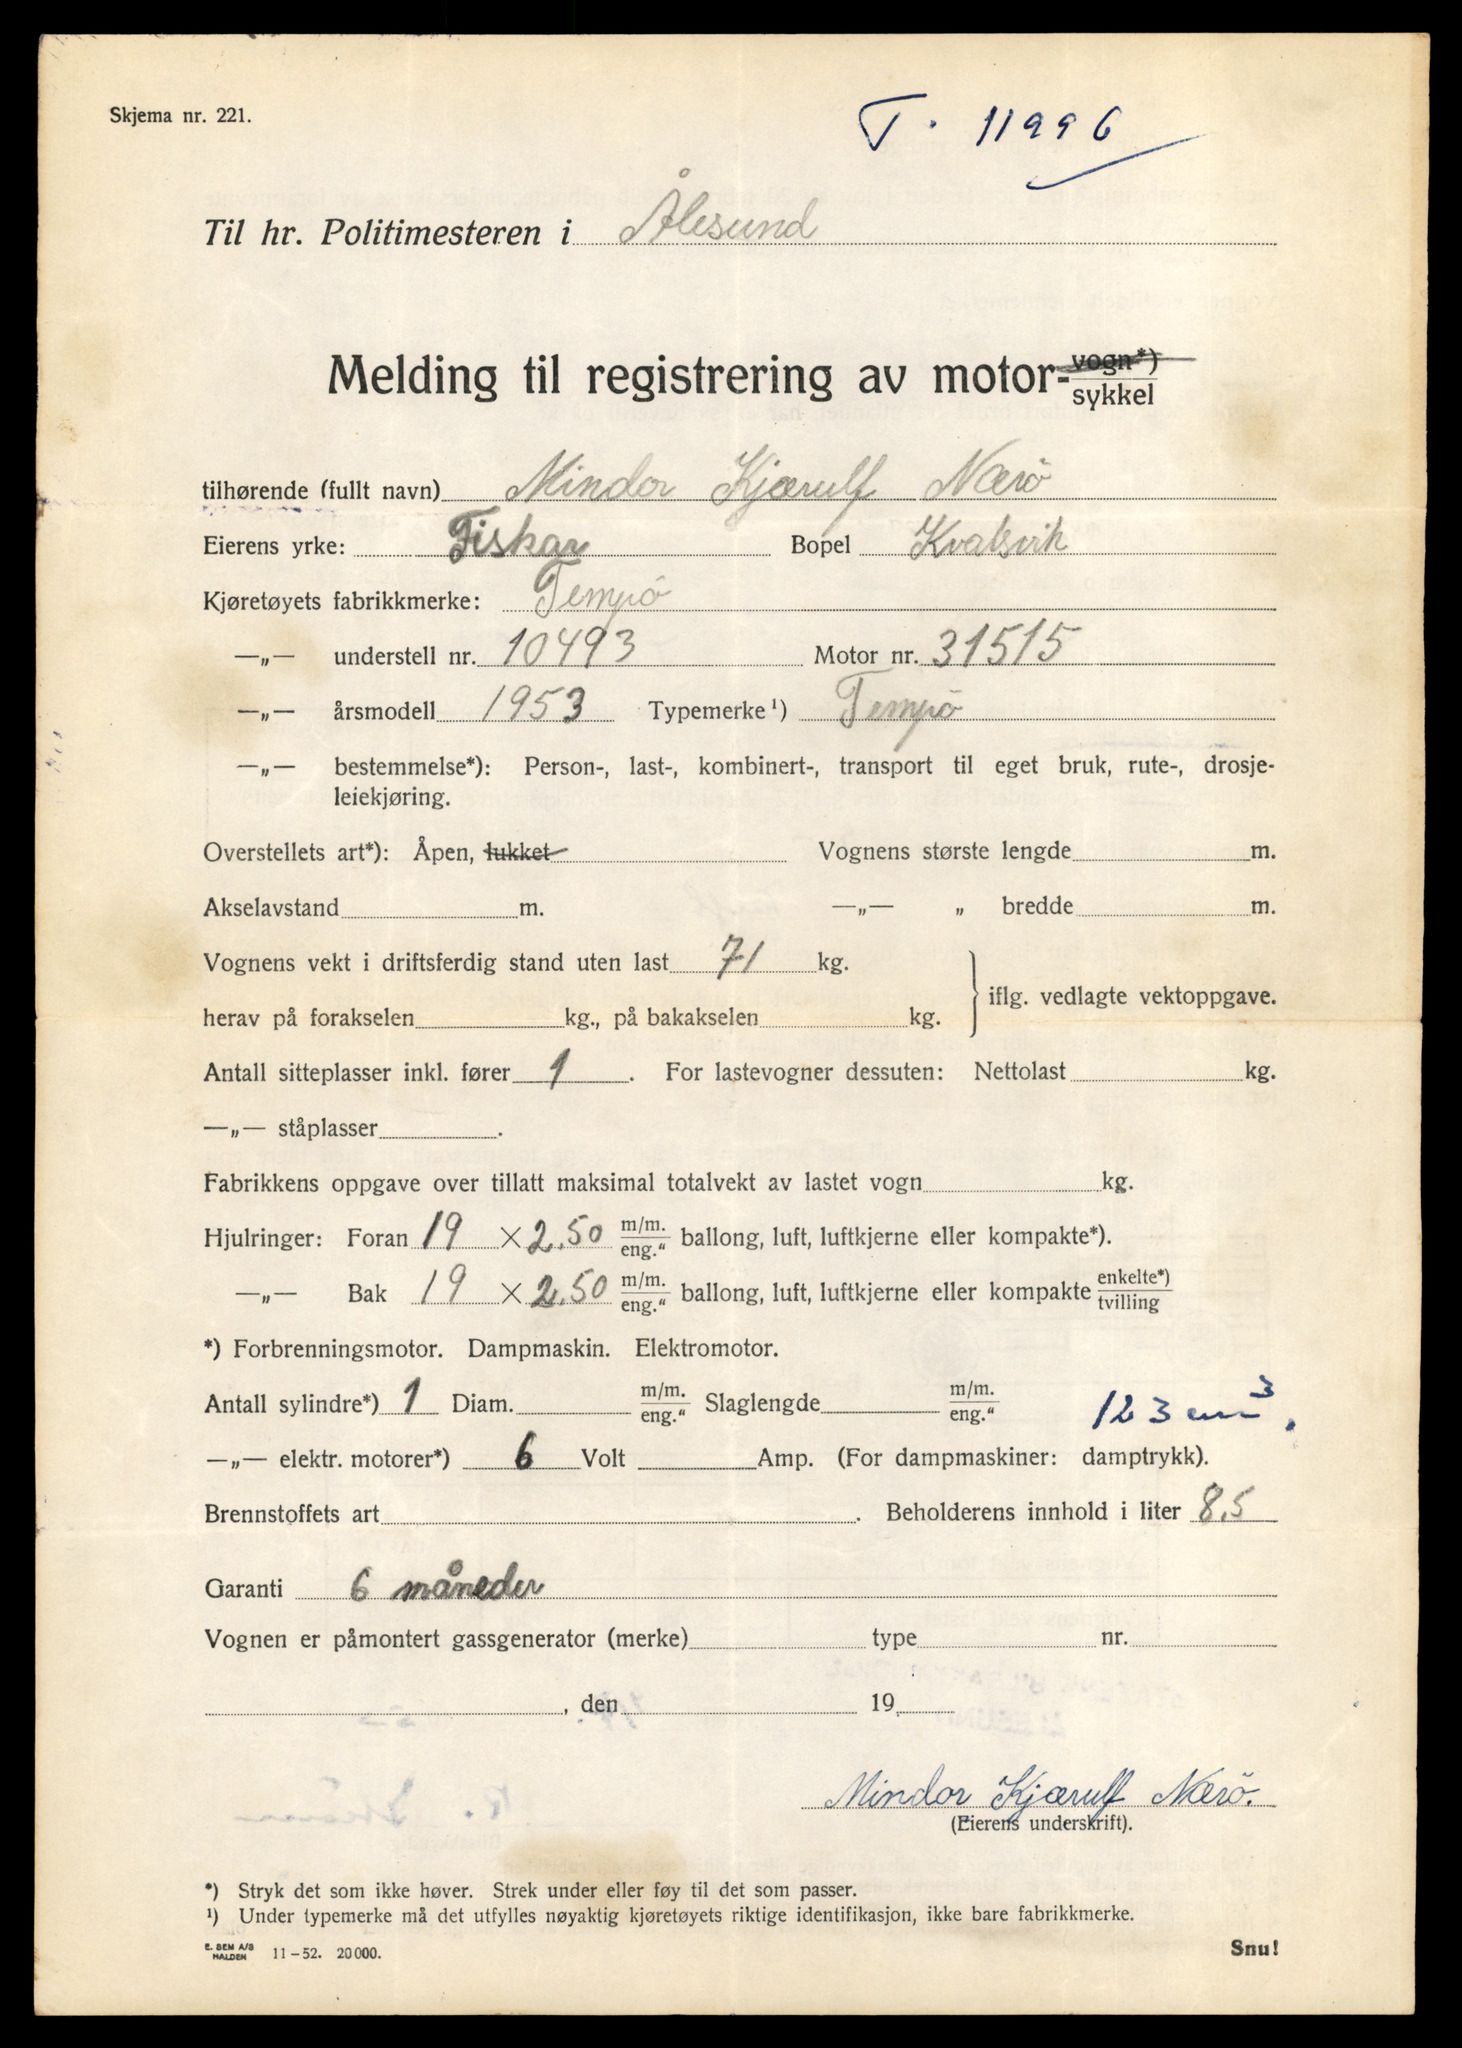 Skjema nr. 221.
T. 11996
Til hr. Politimesteren i Ålesund
Melding til registrering av motor- vogn*)
sykkel
tilhørende (fullt navn) Mindor Kjærulf Nærö
Eierens yrke: Fiskar Bopel Kvalsvik
Kjøretøyets fabrikkmerke: Tempo
—„— understell nr. 10493 Motor nr. 31515
—„— årsmodell 1953 Typemerke¹) Tempo
—„— bestemmelse*): Person-, last-, kombinert-, transport til eget bruk, rute-, drosje-
leiekjøring.
Overstellets art*): Åpen, lukket Vognens største lengde m.
Akselavstand m. —„— „ bredde m.
Vognens vekt i driftsferdig stand uten last 71 kg.
iflg. vedlagte vektoppgave.
herav på forakselen kg., på bakakselen kg.
Antall sitteplasser inkl. fører 1. For lastevogner dessuten: Nettolast kg.
—„— ståplasser .
Fabrikkens oppgave over tillatt maksimal totalvekt av lastet vogn kg.
Hjulringer: Foran 19 × 2.50 m/m. eng.“ ballong, luft, luftkjerne eller kompakte*).
—„— Bak 19 × 2.50 m/m. eng.“ ballong, luft, luftkjerne eller kompakte enkelte*) tvilling
*) Forbrenningsmotor. Dampmaskin. Elektromotor.
Antall sylindre*) 1 Diam. m/m. eng.“ Slaglengde m/m. eng.“ 123 cm³.
—„— elektr. motorer*) 6 Volt Amp. (For dampmaskiner: damptrykk).
Brennstoffets art . Beholderens innhold i liter 8,5
Garanti 6 måneder
Vognen er påmontert gassgenerator (merke) type nr.
, den 19
Mindor Kjærulf Nærö.
(Eierens underskrift).
*) Stryk det som ikke høver. Strek under eller føy til det som passer.
¹) Under typemerke må det utfylles nøyaktig kjøretøyets riktige identifikasjon, ikke bare fabrikkmerke.
E. SEM A/S HALDEN 11–52. 20000.
Snu!